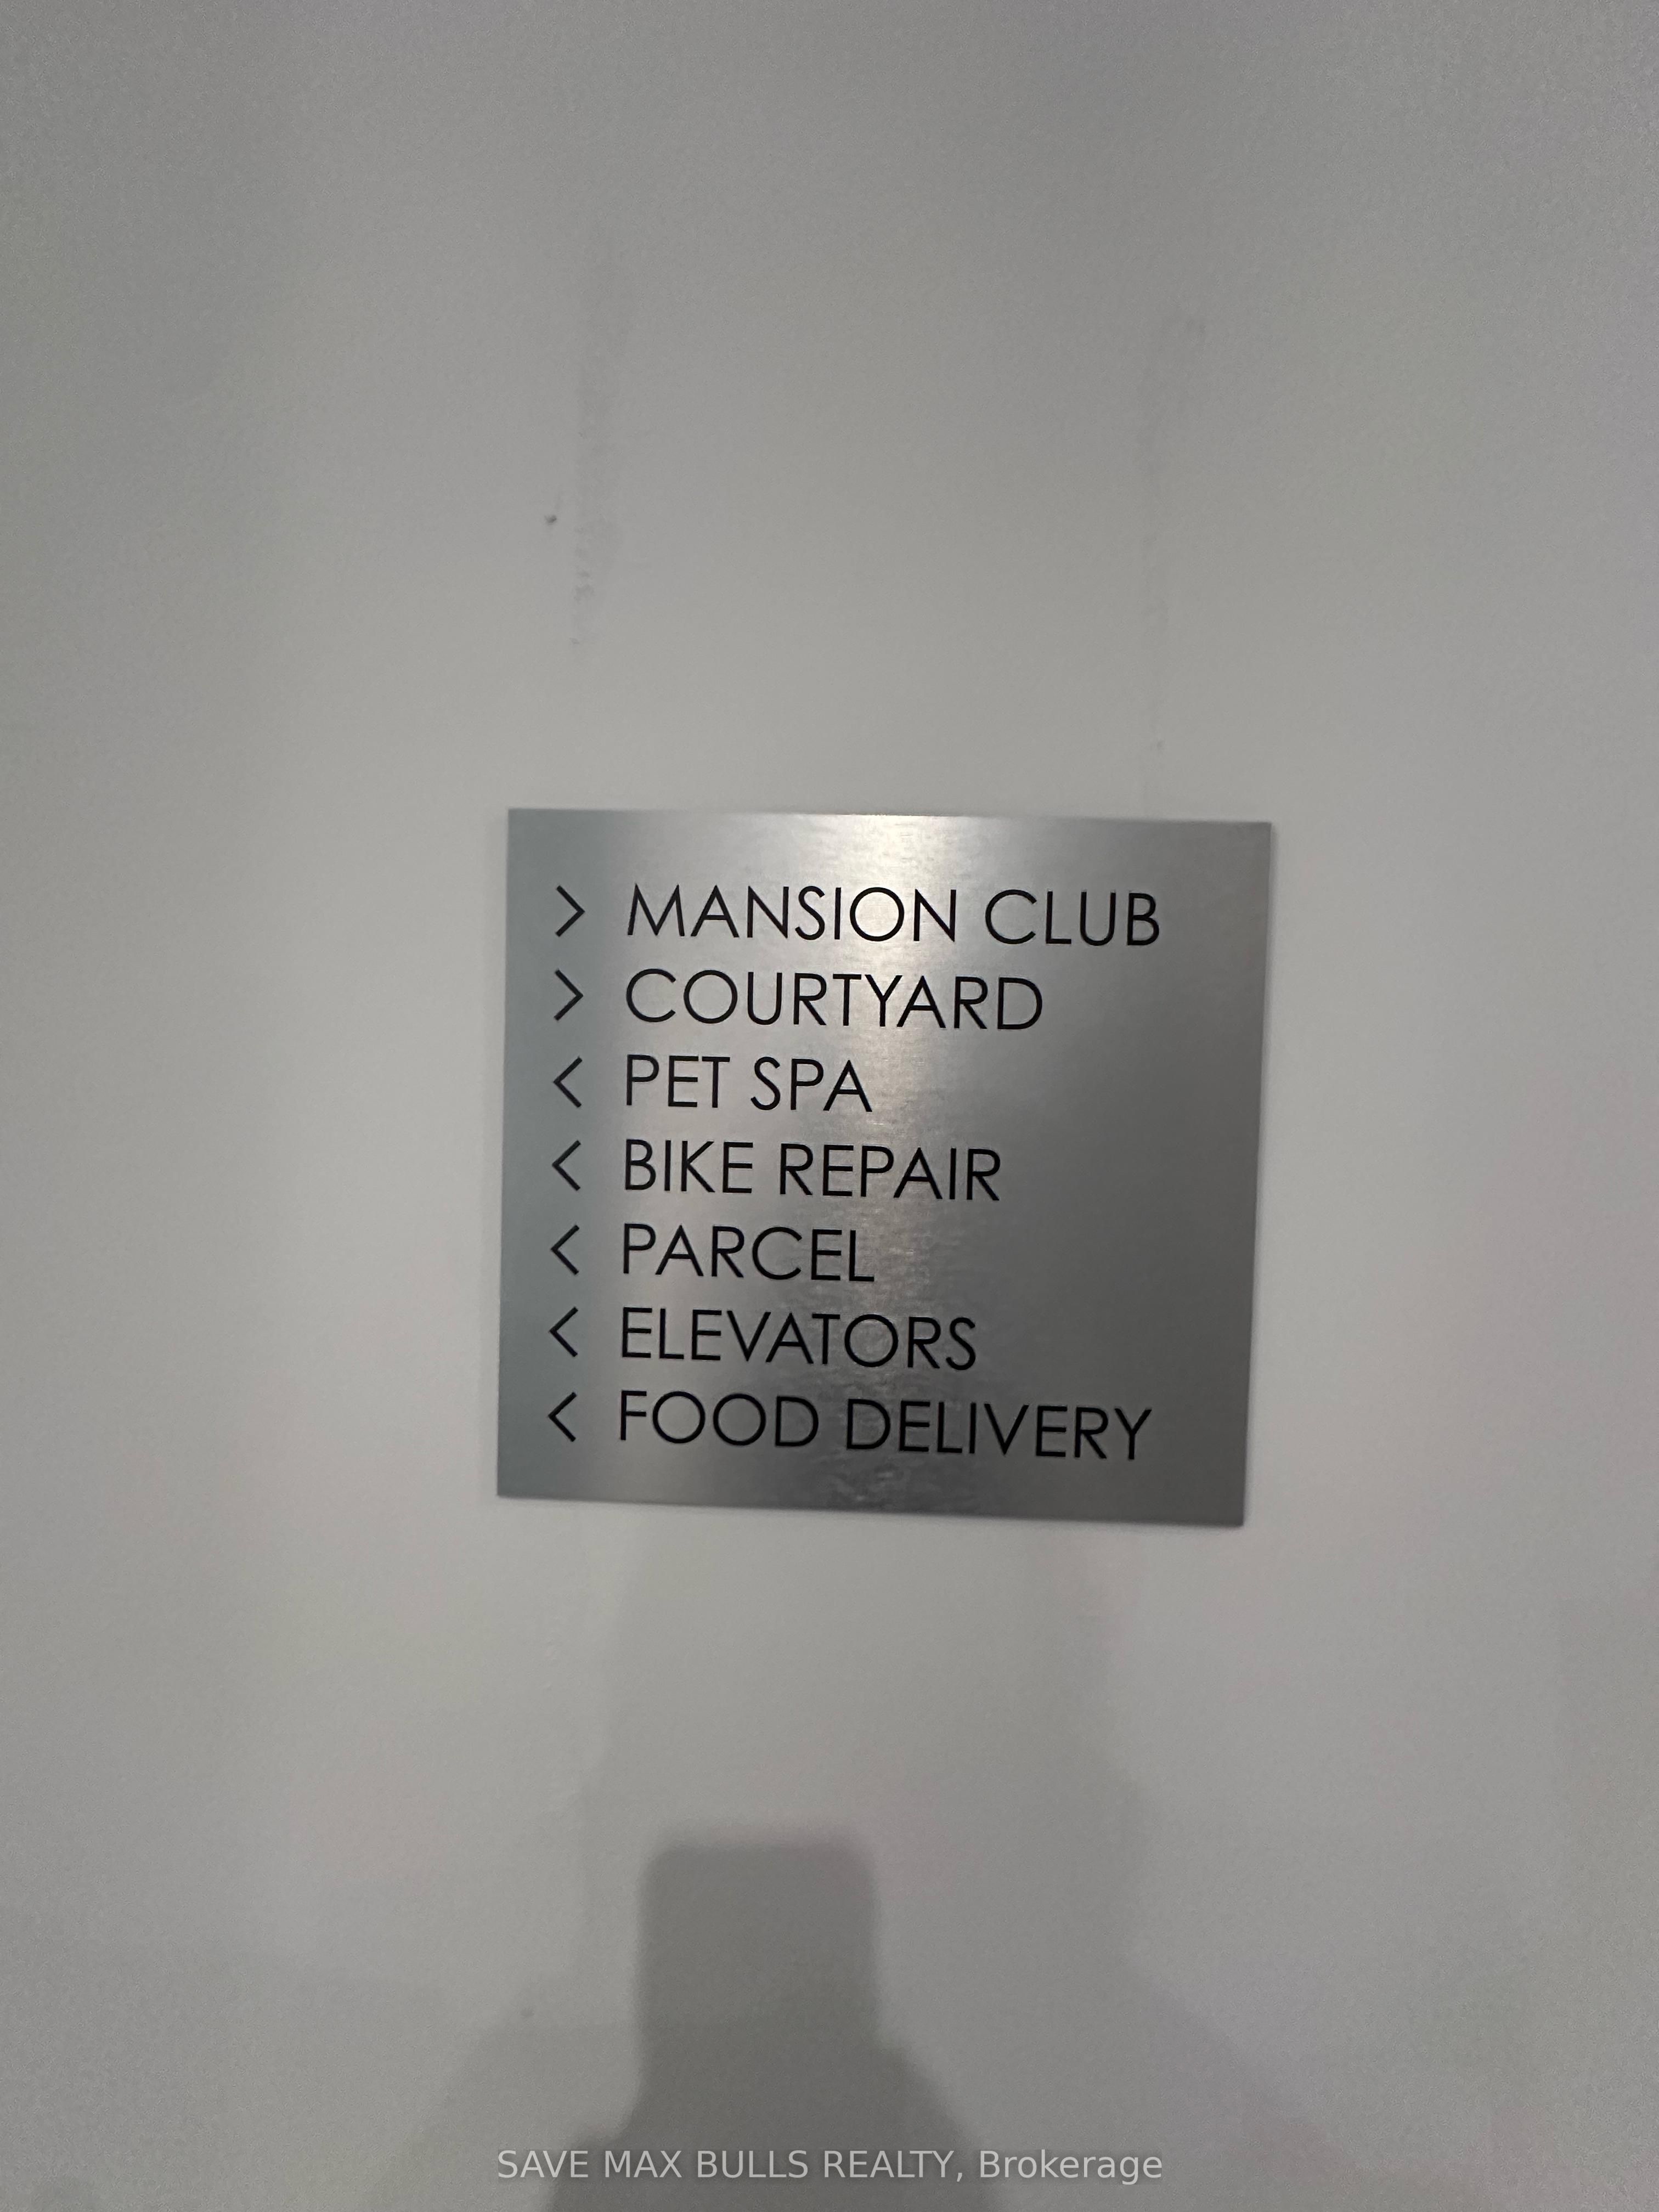 > MANSION CLUB
> COURTYARD
< PET SPA
< BIKE REPAIR
< PARCEL
< ELEVATORS
< FOOD DELIVERY
SAVE MAX BULLS REALTY, Brokerage